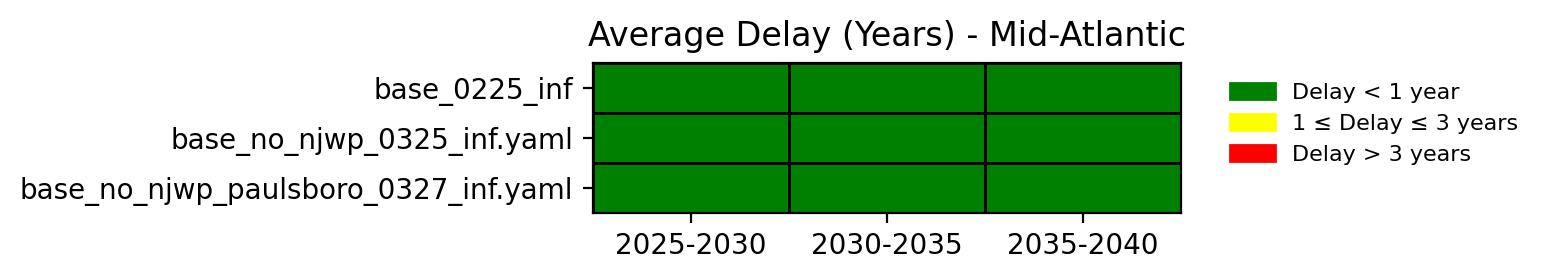 Average Delay (Years) - Mid-Atlantic
base_0225_inf
base_no_njwp_0325_inf.yaml
base_no_njwp_paulsboro_0327_inf.yaml
2025-2030 2030-2035 2035-2040
Delay < 1 year
1 ≤ Delay ≤ 3 years
Delay > 3 years